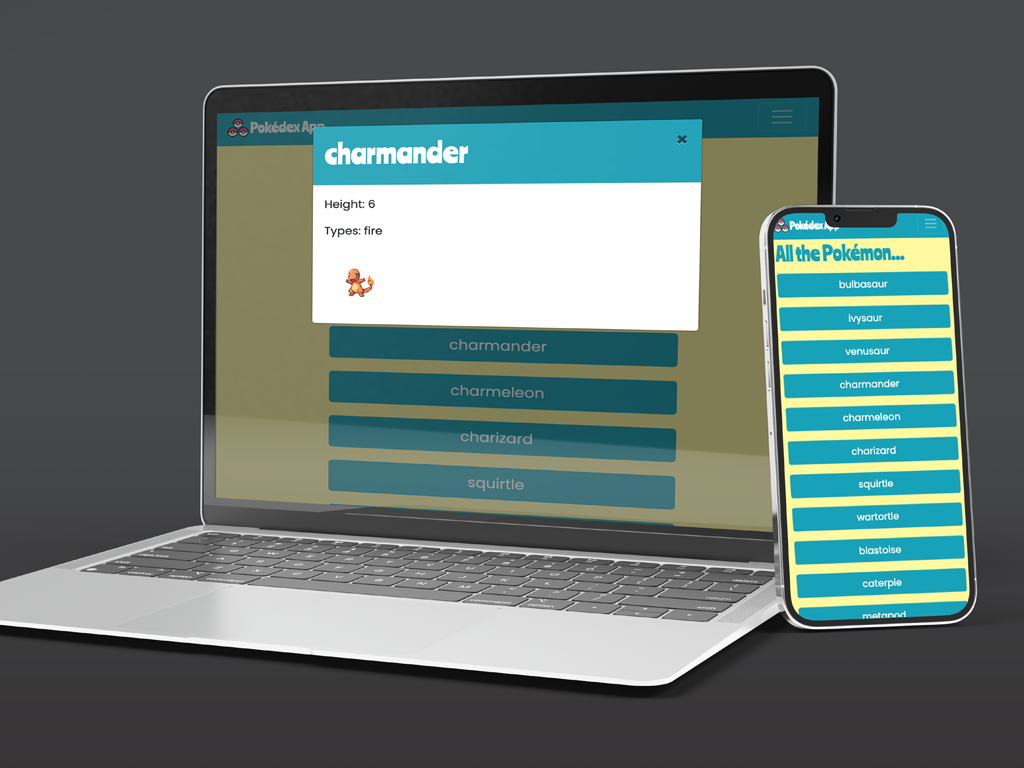 Pokédex App
charmander
×
Height: 6
Types: fire
charmander
charmeleon
charizard
squirtle
Pokédex App
All the Pokémon...
bulbasaur
ivysaur
venusaur
charmander
charmeleon
charizard
squirtle
wartortle
blastoise
caterpie
metapod